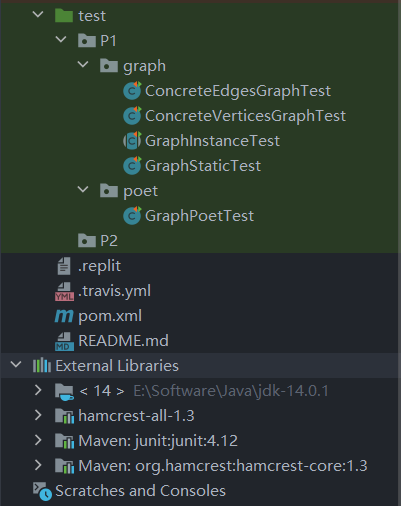 test
P1
graph
ConcreteEdgesGraphTest
ConcreteVerticesGraphTest
GraphInstanceTest
GraphStaticTest
poet
GraphPoetTest
P2
.replit
YML .travis.yml
m pom.xml
MD README.md
External Libraries
< 14 > E:\Software\Java\jdk-14.0.1
hamcrest-all-1.3
Maven: junit:junit:4.12
Maven: org.hamcrest:hamcrest-core:1.3
Scratches and Consoles